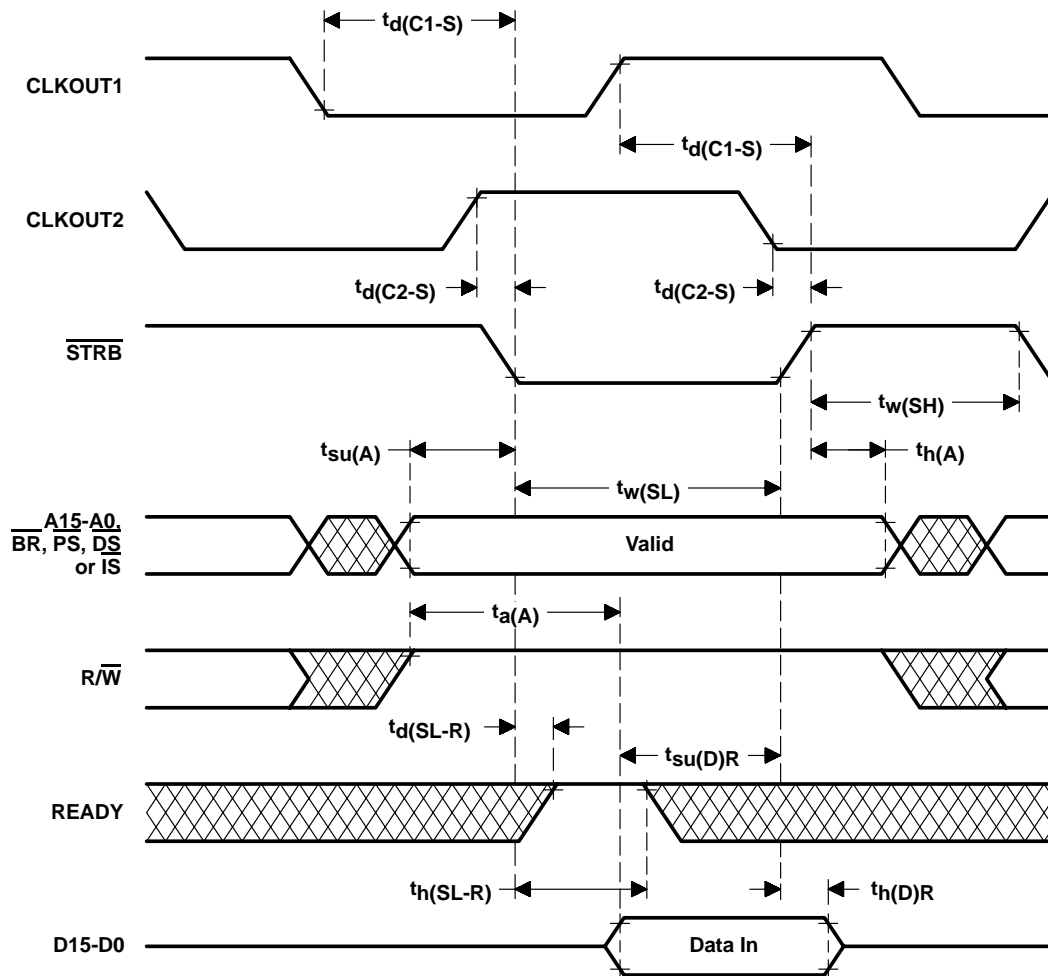 td(C1-S)
CLKOUT1
td(C1-S)
CLKOUT2
td(C2-S)
td(C2-S)
STRB
tw(SH)
tsu(A)
th(A)
tw(SL)
A15-A0,
BR, PS, DS
or IS
Valid
ta(A)
R/W
td(SL-R)
tsu(D)R
READY
th(SL-R)
th(D)R
D15-D0
Data In